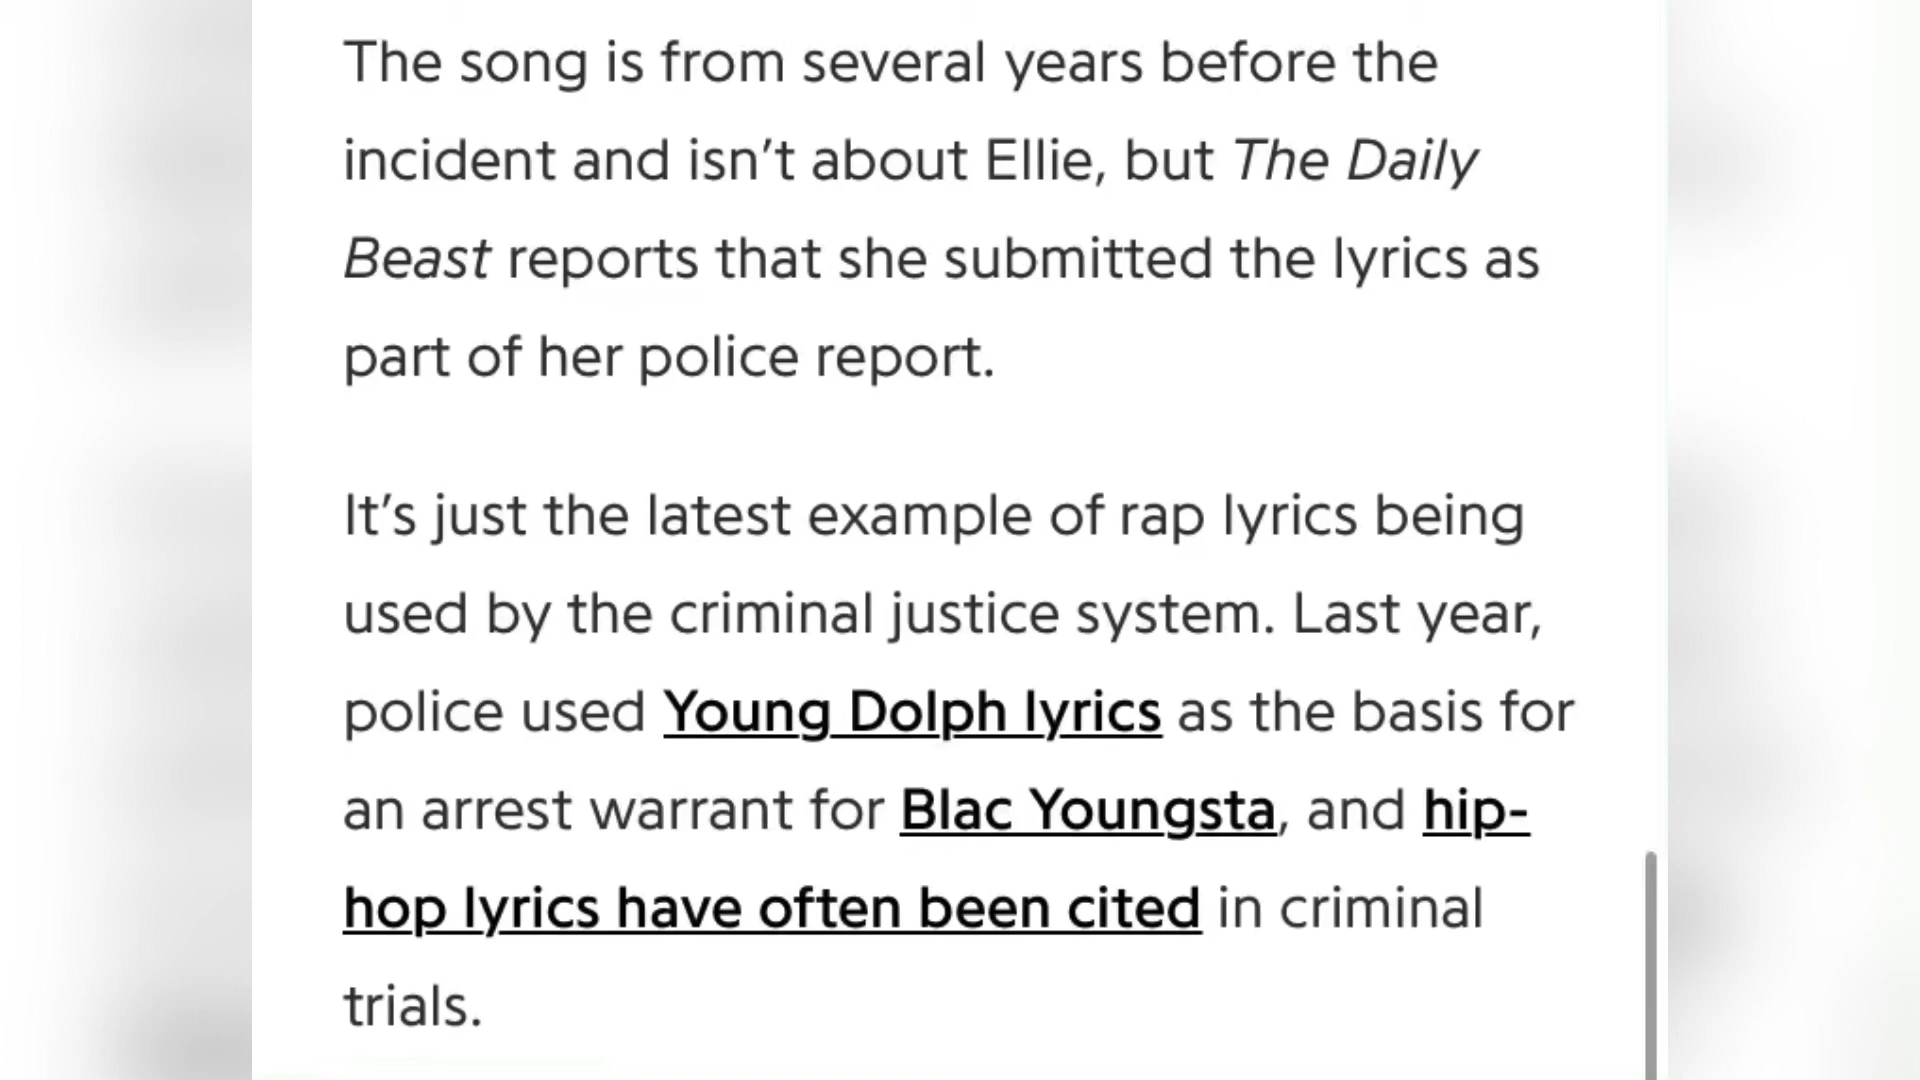 The song is from several years before the
incident and isn’t about Ellie, but The Daily
Beast reports that she submitted the lyrics as
part of her police report.
It’s just the latest example of rap lyrics being
used by the criminal justice system. Last year,
police used Young Dolph lyrics as the basis for
an arrest warrant for Blac Youngsta, and hip-
hop lyrics have often been cited in criminal
trials.